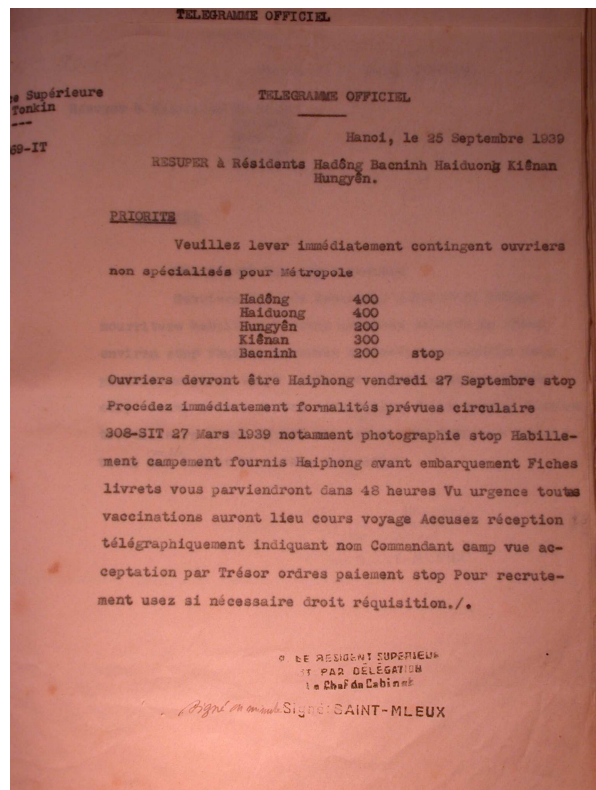 TELEGRAMME OFFICIEL
Supérieure
Tonkin
---
69-IT
TELEGRAMME OFFICIEL
Hanoi, le 25 Septembre 1939
RESUPER à Résidents Hadông Bacninh Haiduong Kiênan
Hungyên.
PRIORITE
Veuillez lever immédiatement contingent ouvriers
non spécialisés pour Métropole
Hadông 400
Haiduong 400
Hungyên 200
Kiênan 300
Bacninh 200 stop
Ouvriers devront être Haiphong vendredi 27 Septembre stop
Procédez immédiatement formalités prévues circulaire
308-SIT 27 Mars 1939 notamment photographie stop Habille-
ment campement fournis Haiphong avant embarquement Fiches
livrets vous parviendront dans 48 heures Vu urgence toutes
vaccinations auront lieu cours voyage Accusez réception
télégraphiquement indiquant nom Commandant camp vue ac-
ceptation par Trésor ordres paiement stop Pour recrute-
ment usez si nécessaire droit réquisition./.
LE RESIDENT SUPERIEUR
ET PAR DÉLÉGATION
Le Chef du Cabinet
Signé Signé: SAINT-MLEUX